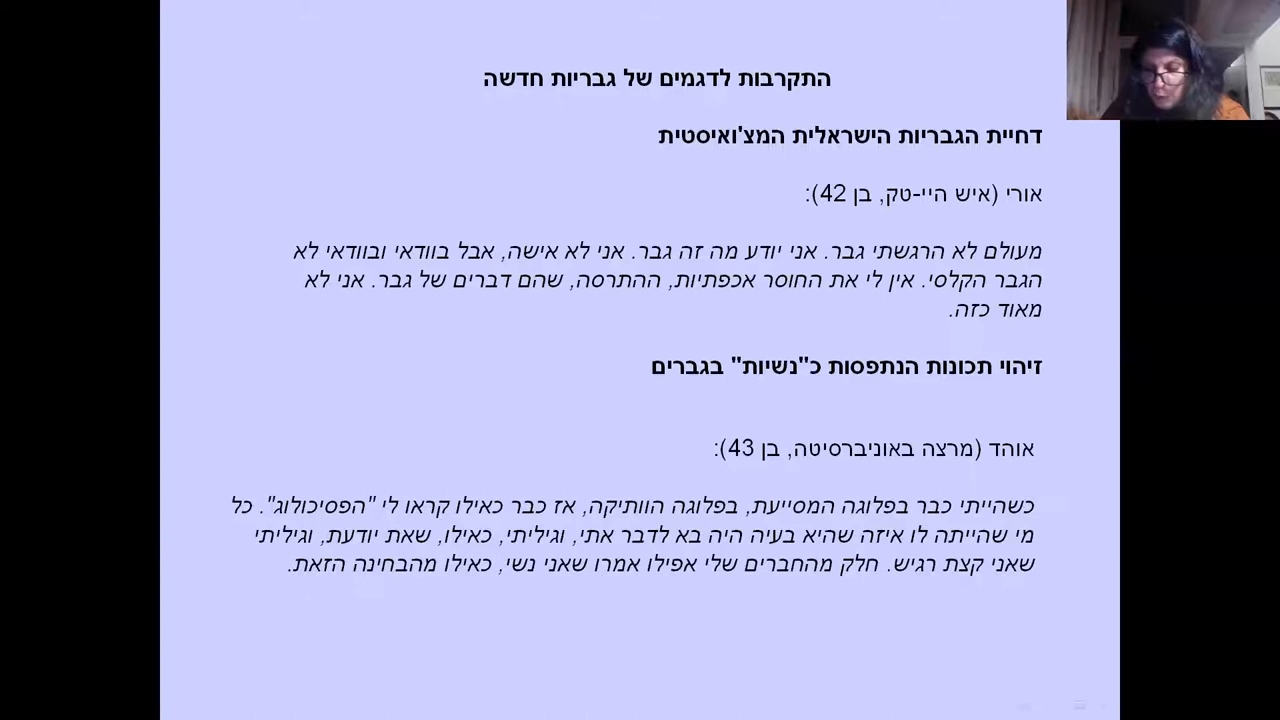 התקרבות לדגמים של גבריות חדשה
דחיית הגבריות הישראלית המצ'ואיסטית
אורי (איש היי-טק, בן 42):
מעולם לא הרגשתי גבר. אני יודע מה זה גבר. אני לא אישה, אבל בוודאי ובוודאי לא
הגבר הקלסי. אין לי את החוסר אכפתיות, ההתרסה, שהם דברים של גבר. אני לא
מאוד כזה.
זיהוי תכונות הנתפסות כ"נשיות" בגברים
אוהד (מרצה באוניברסיטה, בן 43):
כשהייתי כבר בפלוגה המסייעת, בפלוגה הוותיקה, אז כבר כאילו קראו לי "הפסיכולוג". כל
מי שהייתה לו איזה שהיא בעיה היה בא לדבר אתי, וגיליתי, כאילו, שאת יודעת, וגיליתי
שאני קצת רגיש. חלק מהחברים שלי אפילו אמרו שאני נשי, כאילו מהבחינה הזאת.